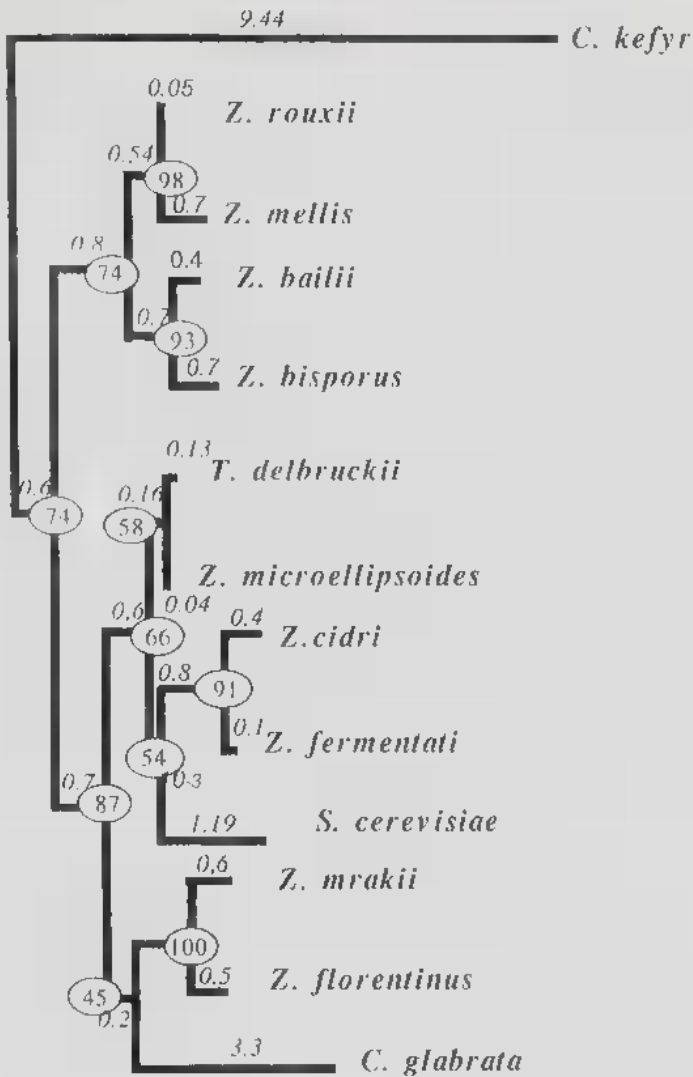 9.44
C. kefyr
0.05
Z. rouxii
0.54
98
0.7
Z. mellis
0.8
74
0.4
Z. bailii
0.7
93
0.7
Z. bisporus
0.13
T. delbruckii
0.6
74
0.16
58
Z. microellipsoides
0,6
0.04
66
0.4
Z.cidri
0.8
91
0.1
Z. fermentati
54
0.3
0.7
87
1.19
S. cerevisiae
0,6
Z. mrakii
100
0.5
Z. florentinus
45
0.2
3.3
C. glabrata